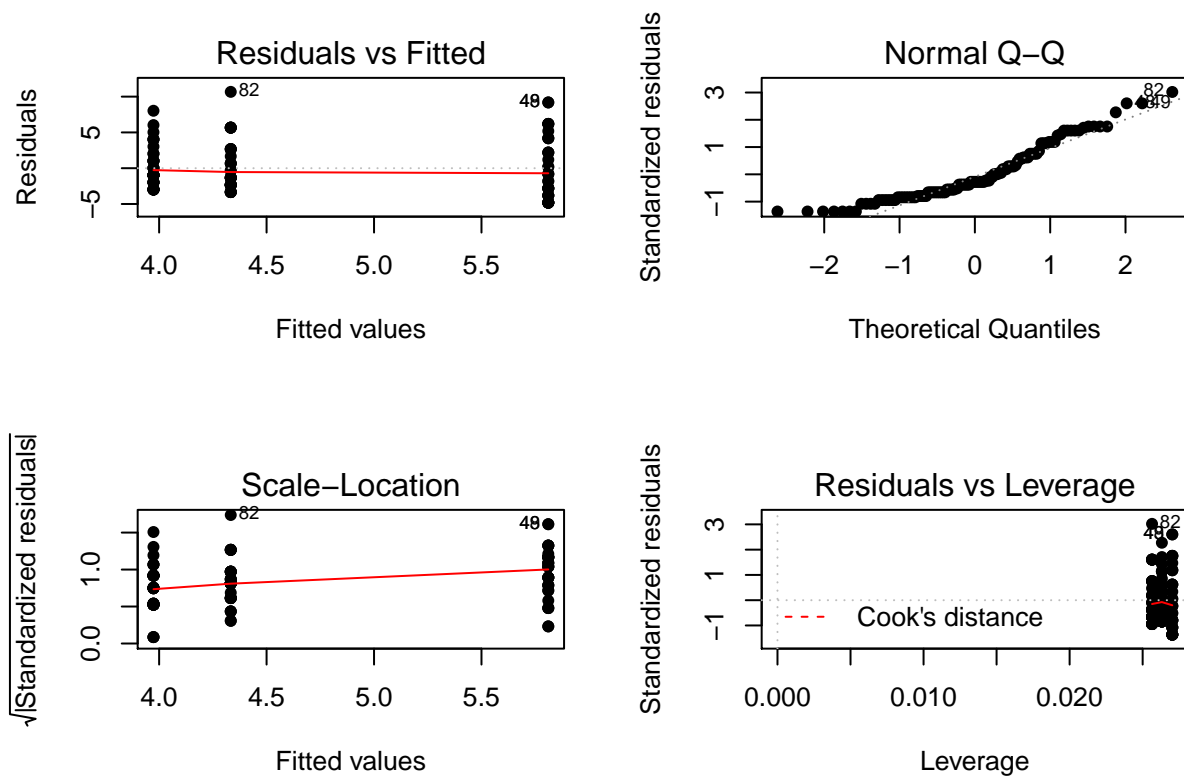 Residuals vs Fitted
Residuals
−5
5
82
4.0
4.5
5.0
5.5
Fitted values
Normal Q−Q
Standardized residuals
−1
1
3
82
−2
−1
0
1
2
Theoretical Quantiles
Scale−Location
√|Standardized residuals|
0.0
1.0
82
4.0
4.5
5.0
5.5
Fitted values
Residuals vs Leverage
Standardized residuals
−1
1
3
82
Cook's distance
0.000
0.010
0.020
Leverage